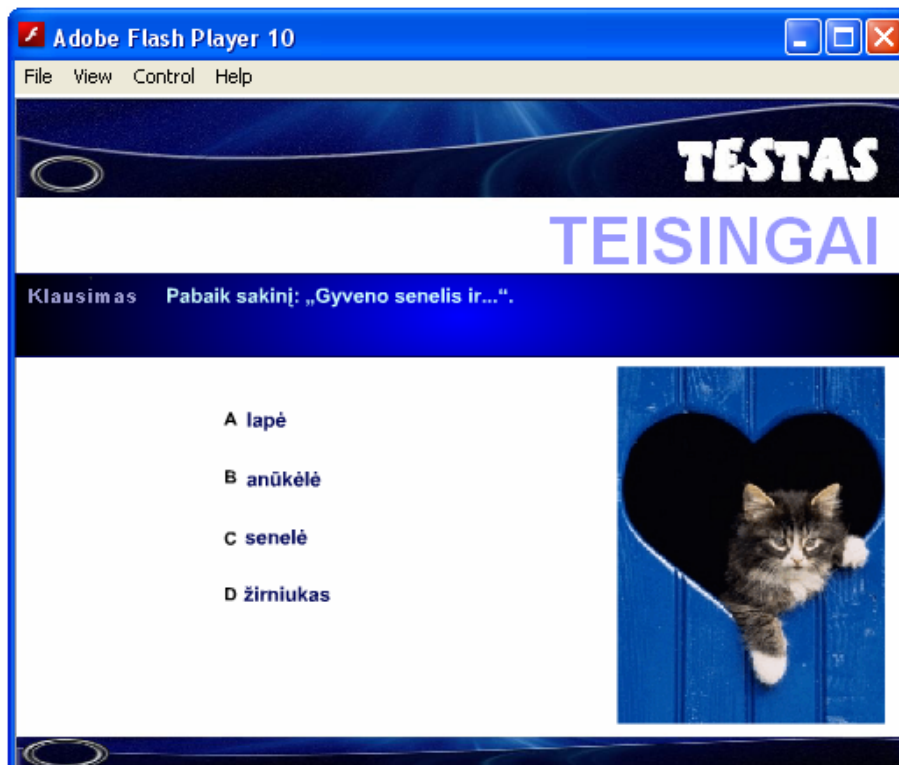 Adobe Flash Player 10
File View Control Help
TESTAS
TEISINGAI
Klausimas Pabaik sakinį: „Gyveno senelis ir...“.
A lapė
B anūkėlė
C senelė
D žirniukas